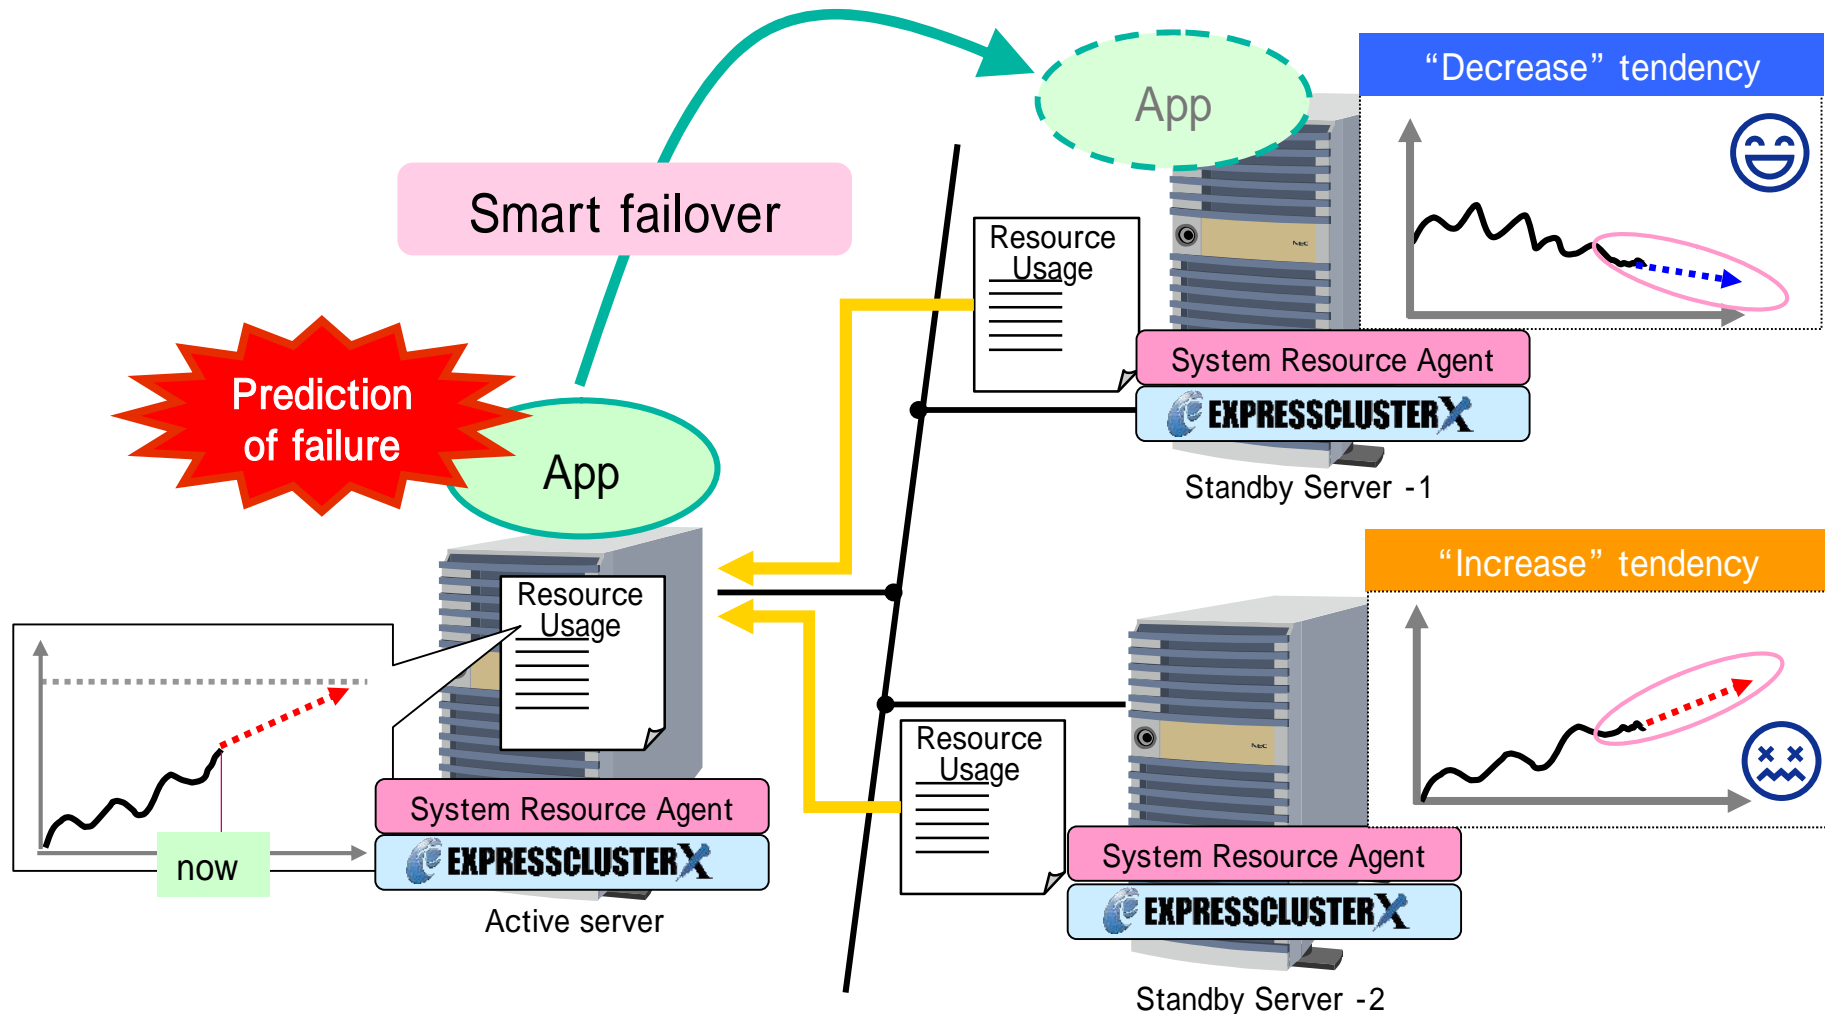 “Decrease” tendency
App
Smart failover
Resource
Usage
NEC
System Resource Agent
EXPRESSCLUSTER X
Standby Server -1
Prediction
of failure
App
“Increase” tendency
Resource
Usage
now
System Resource Agent
EXPRESSCLUSTER X
Active server
Resource
Usage
NEC
System Resource Agent
EXPRESSCLUSTER X
Standby Server -2